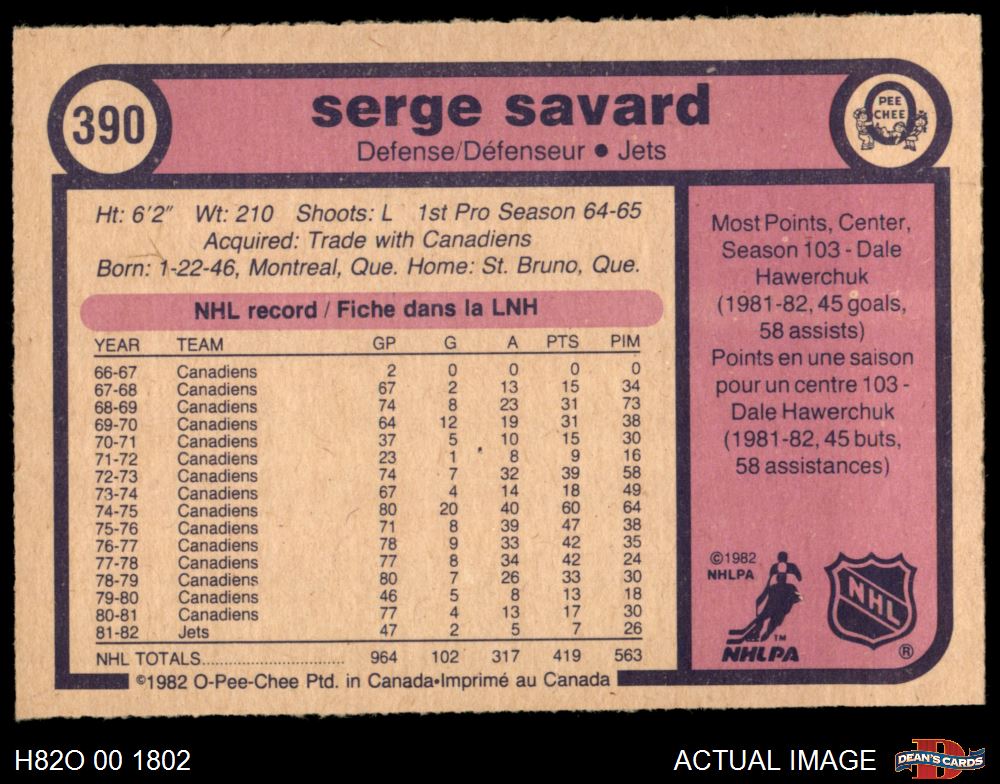 390
serge savard
Defense/Défenseur ● Jets
PEE
CHEE
Ht: 6'2" Wt: 210 Shoots: L 1st Pro Season 64-65
Acquired: Trade with Canadiens
Born: 1-22-46, Montreal, Que. Home: St. Bruno, Que.
NHL record / Fiche dans la LNH
YEAR TEAM GP G A PTS PIM
66-67 Canadiens 2 0 0 0 0
67-68 Canadiens 67 2 13 15 34
68-69 Canadiens 74 8 23 31 73
69-70 Canadiens 64 12 19 31 38
70-71 Canadiens 37 5 10 15 30
71-72 Canadiens 23 1 8 9 16
72-73 Canadiens 74 7 32 39 58
73-74 Canadiens 67 4 14 18 49
74-75 Canadiens 80 20 40 60 64
75-76 Canadiens 71 8 39 47 38
76-77 Canadiens 78 9 33 42 35
77-78 Canadiens 77 8 34 42 24
78-79 Canadiens 80 7 26 33 30
79-80 Canadiens 46 5 8 13 18
80-81 Canadiens 77 4 13 17 30
81-82 Jets 47 2 5 7 26
NHL TOTALS........................ 964 102 317 419 563
©1982 O-Pee-Chee Ptd. in Canada•Imprimé au Canada
Most Points, Center,
Season 103 - Dale
Hawerchuk
(1981-82, 45 goals,
58 assists)
Points en une saison
pour un centre 103 -
Dale Hawerchuk
(1981-82, 45 buts,
58 assistances)
©1982
NHLPA
TM
NHLPA
NHL
®
H82O 00 1802
ACTUAL IMAGE
D
DEAN'S CARDS